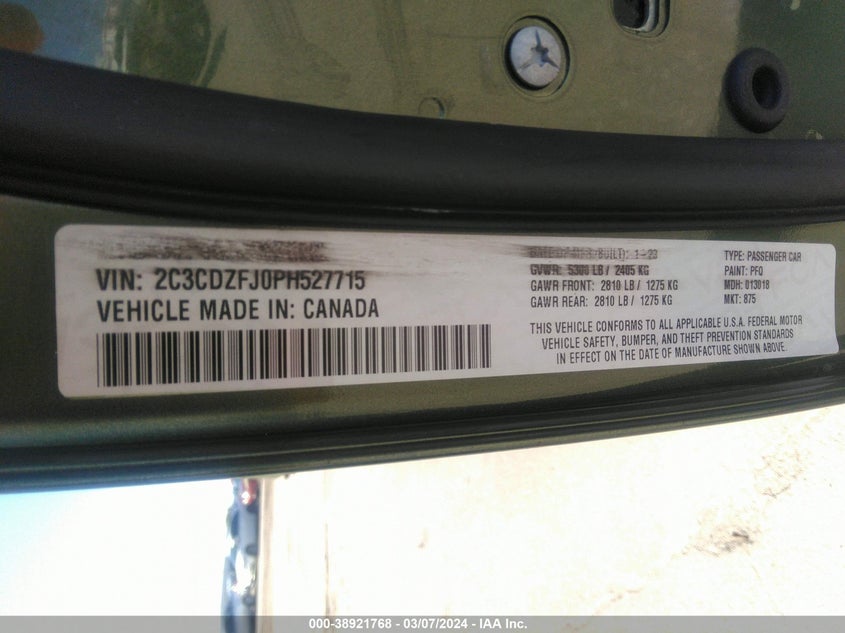 VIN: 2C3CDZFJ0PH527715
VEHICLE MADE IN: CANADA
1-23
GVWR: 5300 LB / 2405 KG
GAWR FRONT: 2810 LB / 1275 KG
GAWR REAR: 2810 LB / 1275 KG
TYPE: PASSENGER CAR
PAINT: PFQ
MDH: 013018
MKT: 875
THIS VEHICLE CONFORMS TO ALL APPLICABLE U.S.A. FEDERAL MOTOR
VEHICLE SAFETY, BUMPER, AND THEFT PREVENTION STANDARDS
IN EFFECT ON THE DATE OF MANUFACTURE SHOWN ABOVE.
000-38921768 - 03/07/2024 - IAA Inc.